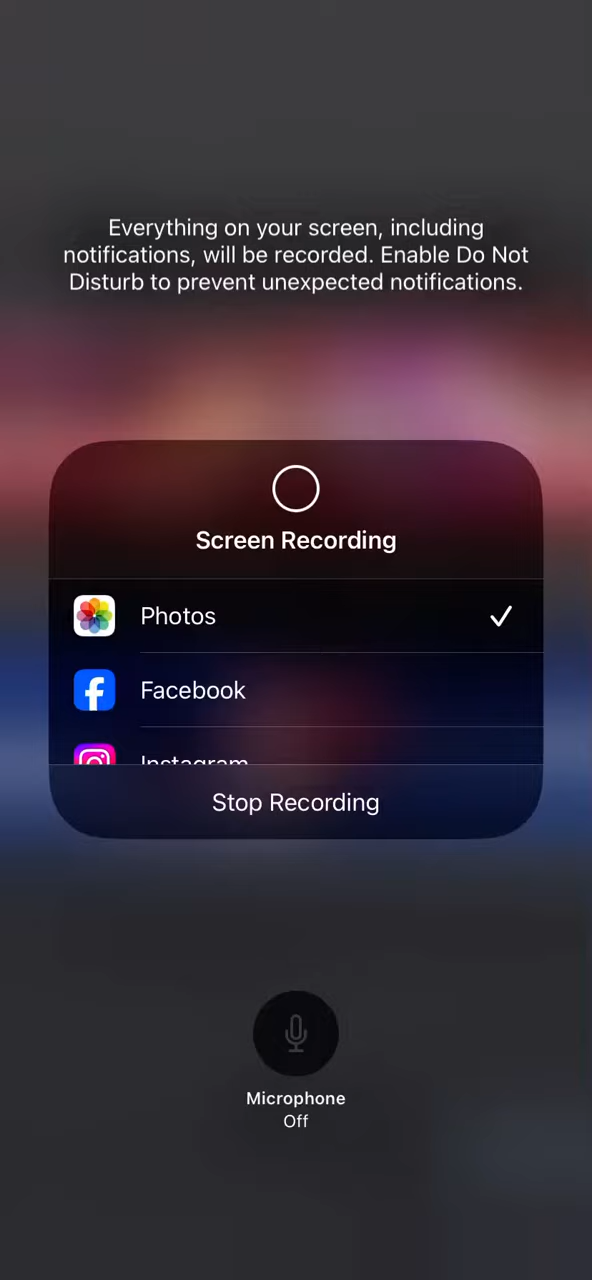 Everything on your screen, including
notifications, will be recorded. Enable Do Not
Disturb to prevent unexpected notifications.
Screen Recording
Photos
Facebook
Instagram
Stop Recording
Microphone
Off